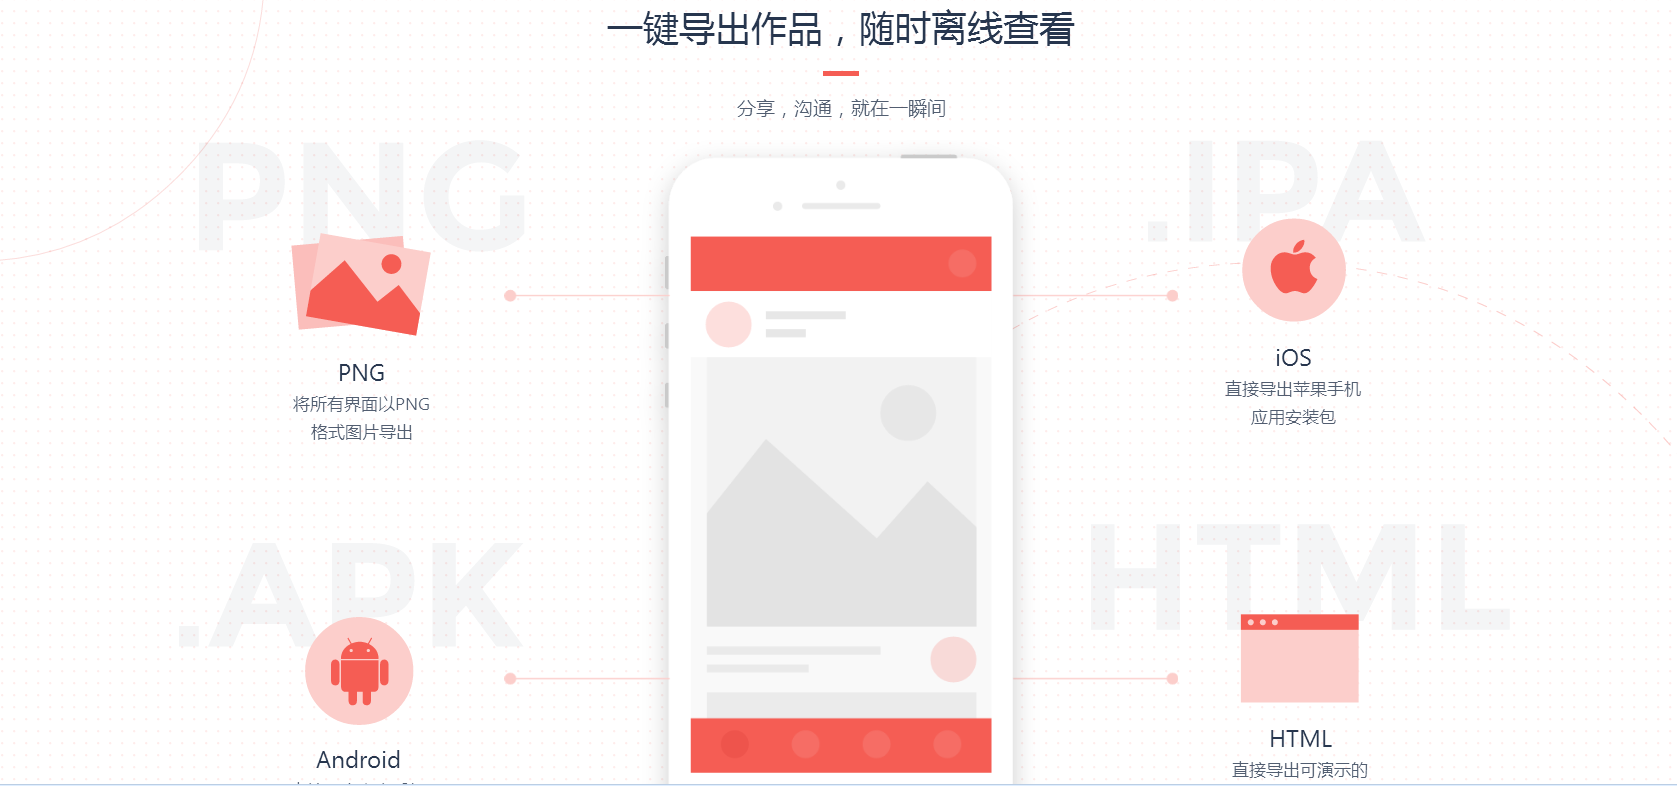 一键导出作品，随时离线查看
分享，沟通，就在一瞬间
PNG
PNG
将所有界面以PNG
格式图片导出
.IPA
iOS
直接导出苹果手机
应用安装包
.APK
Android
HTML
HTML
直接导出可演示的